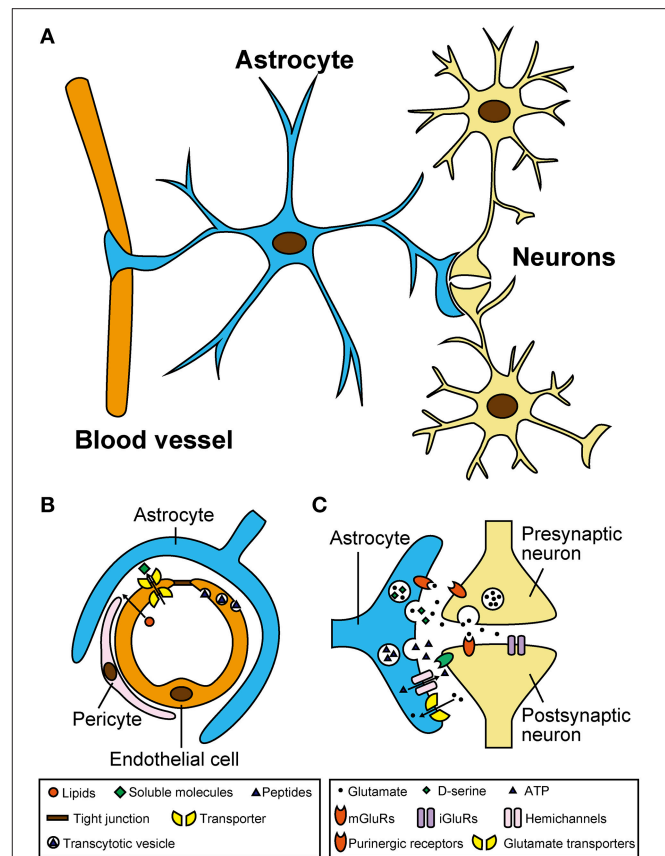 A
Astrocyte
Neurons
Blood vessel
B
Astrocyte
Pericyte
Endothelial cell
C
Astrocyte
Presynaptic
neuron
Postsynaptic
neuron
Lipids Soluble molecules Peptides
Tight junction Transporter
Transcytotic vesicle
Glutamate D-serine ATP
mGluRs iGluRs Hemichannels
Purinergic receptors Glutamate transporters